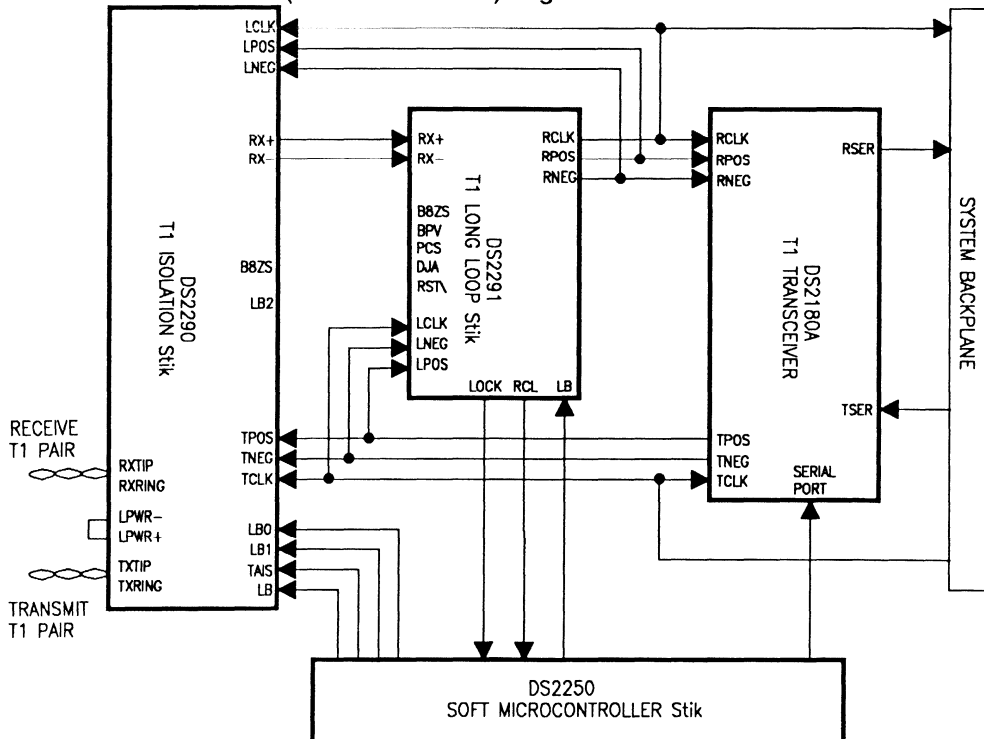 LCLK
LPOS
LNEG
RX+
RX-
B8ZS
LB2
DS2290
T1 ISOLATION Stik
TPOS
TNEG
TCLK
RECEIVE
T1 PAIR
RXTIP
RXRING
LPWR-
LPWR+
TXTIP
TXRING
TRANSMIT
T1 PAIR
LB0
LB1
TAIS
LB
RX+
RX-
RCLK
RPOS
RNEG
B8ZS
BPV
PCS
DJA
RST\
DS2291
T1 LONG LOOP Stik
LCLK
LNEG
LPOS
LOCK RCL LB
RCLK
RPOS
RNEG
RSER
DS2180A
T1 TRANSCEIVER
TSER
TPOS
TNEG
TCLK
SERIAL
PORT
SYSTEM BACKPLANE
DS2250
SOFT MICROCONTROLLER Stik